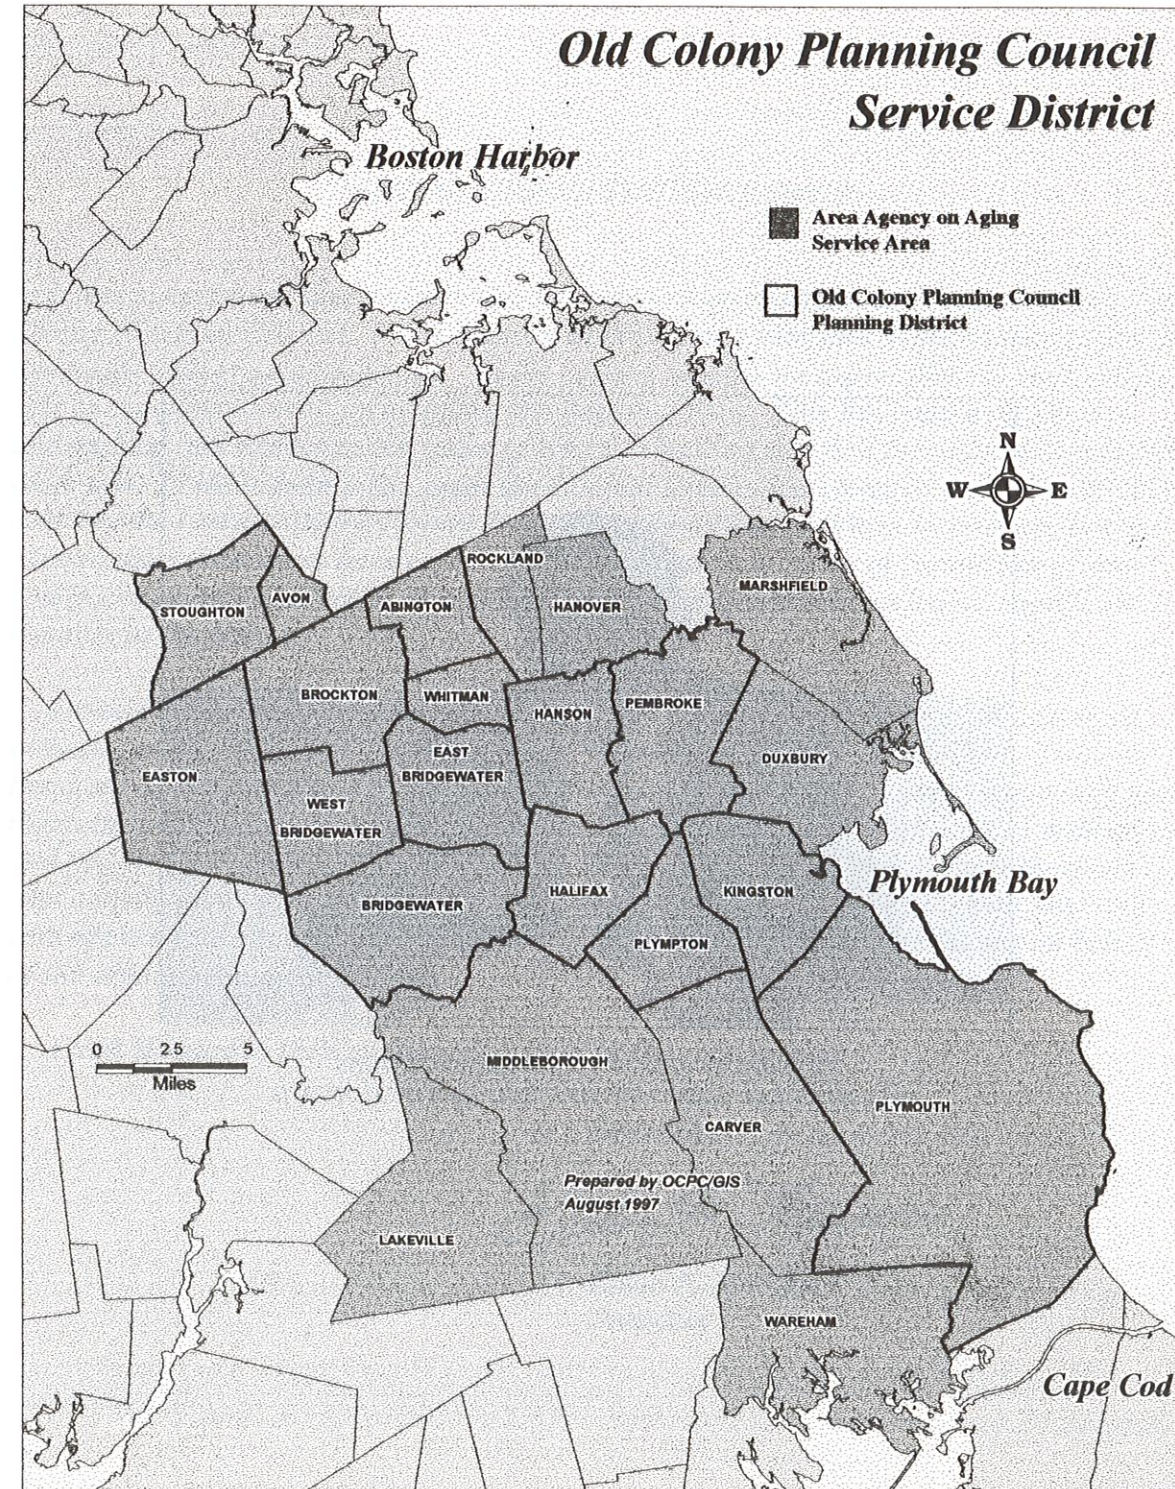 Old Colony Planning Council
Service District
Boston Harbor
Area Agency on Aging
Service Area
Old Colony Planning Council
Planning District
N
W E
S
ROCKLAND
MARSHFIELD
STOUGHTON
AVON
ABINGTON
HANOVER
BROCKTON
WHITMAN
HANSON
PEMBROKE
EASTON
EAST
BRIDGEWATER
DUXBURY
WEST
BRIDGEWATER
Plymouth Bay
BRIDGEWATER
HALIFAX
KINGSTON
PLYMPTON
0 2.5 5
Miles
MIDDLEBOROUGH
PLYMOUTH
CARVER
Prepared by OCPC/GIS
August 1997
LAKEVILLE
WAREHAM
Cape Cod